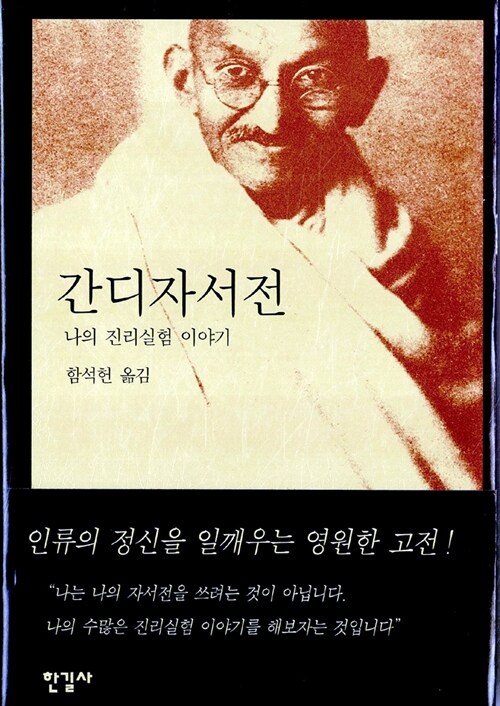 간디자서전
나의 진리실험 이야기
함석헌 옮김
인류의 정신을 일깨우는 영원한 고전!
“나는 나의 자서전을 쓰려는 것이 아닙니다.
나의 수많은 진리실험 이야기를 해보자는 것입니다”
한길사